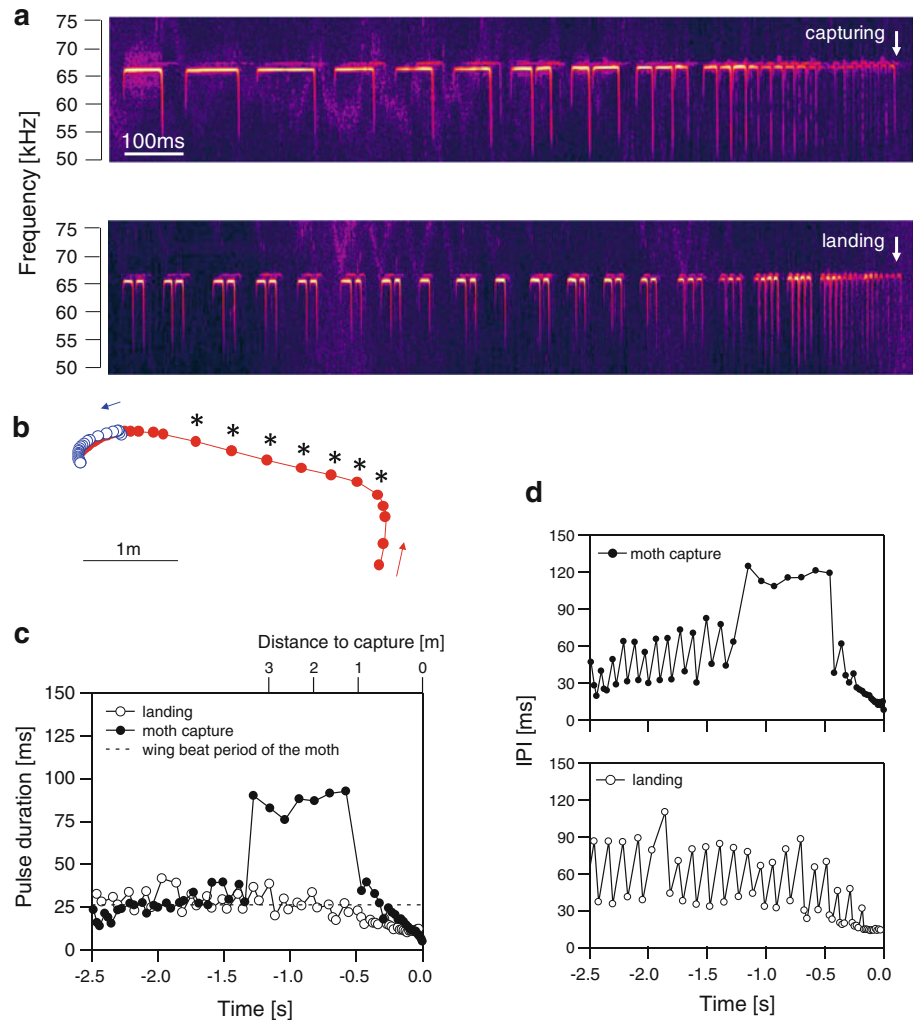 a
75
70
65
60
55
50
capturing
100ms
Frequency [kHz]
75
70
65
60
55
50
landing
b
* * * * * * *
1m
c
Distance to capture [m]
3 2 1 0
150
125
100
75
50
25
0
Pulse duration [ms]
landing
moth capture
wing beat period of the moth
-2.5 -2.0 -1.5 -1.0 -0.5 0.0
Time [s]
d
150
120
90
60
30
0
moth capture
IPI [ms]
150
120
90
60
30
0
landing
-2.5 -2.0 -1.5 -1.0 -0.5 0.0
Time [s]